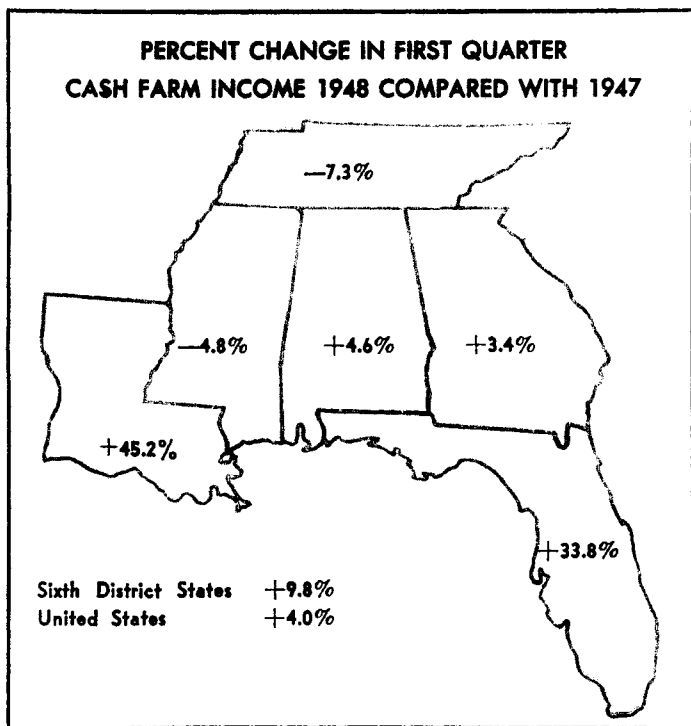 PERCENT CHANGE IN FIRST QUARTER
CASH FARM INCOME 1948 COMPARED WITH 1947
—7.3%
—4.8%
+4.6%
+3.4%
+45.2%
+33.8%
Sixth District States +9.8%
United States +4.0%